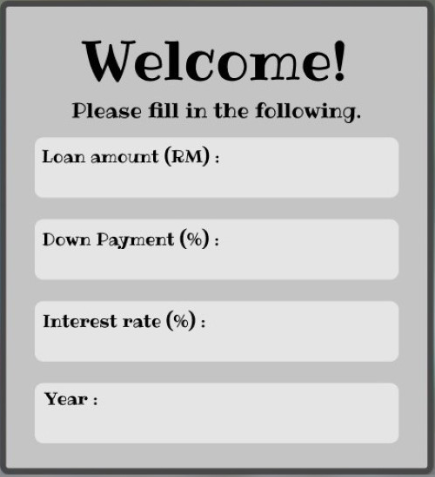 Welcome!
Please fill in the following.
Loan amount (RM) :
Down Payment (%) :
Interest rate (%) :
Year :